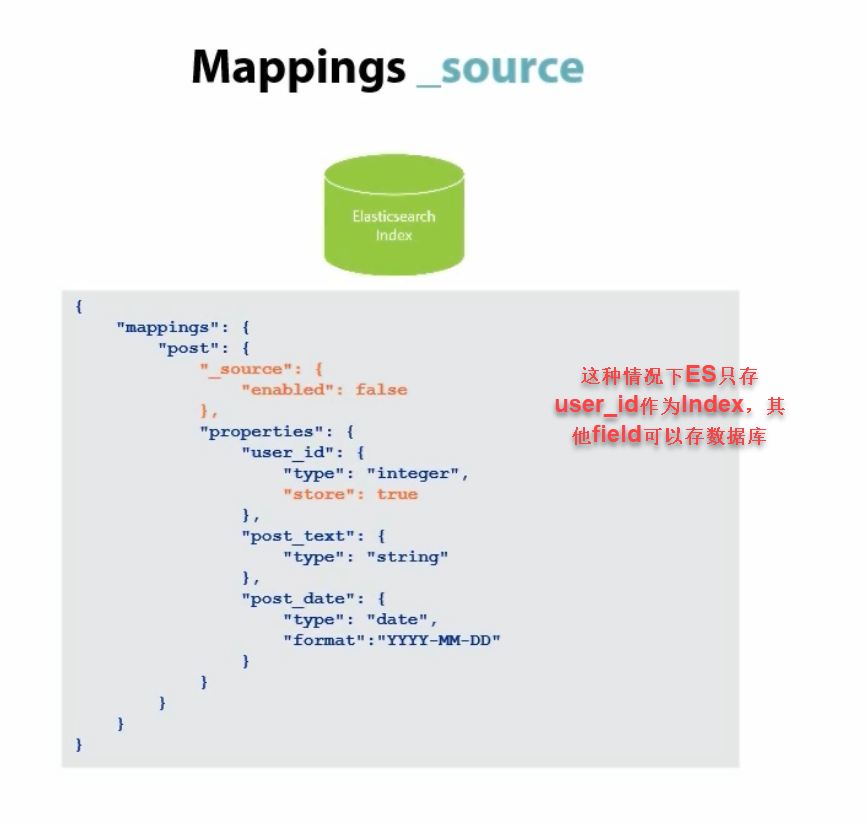 Mappings _source
Elasticsearch
Index
{
    "mappings": {
        "post": {
            "_source": {
                "enabled": false
            },
            "properties": {
                "user_id": {
                    "type": "integer",
                    "store": true
                },
                "post_text": {
                    "type": "string"
                },
                "post_date": {
                    "type": "date",
                    "format":"YYYY-MM-DD"
                }
            }
        }
    }
}
这种情况下ES只存
user_id作为Index，其
他field可以存数据库